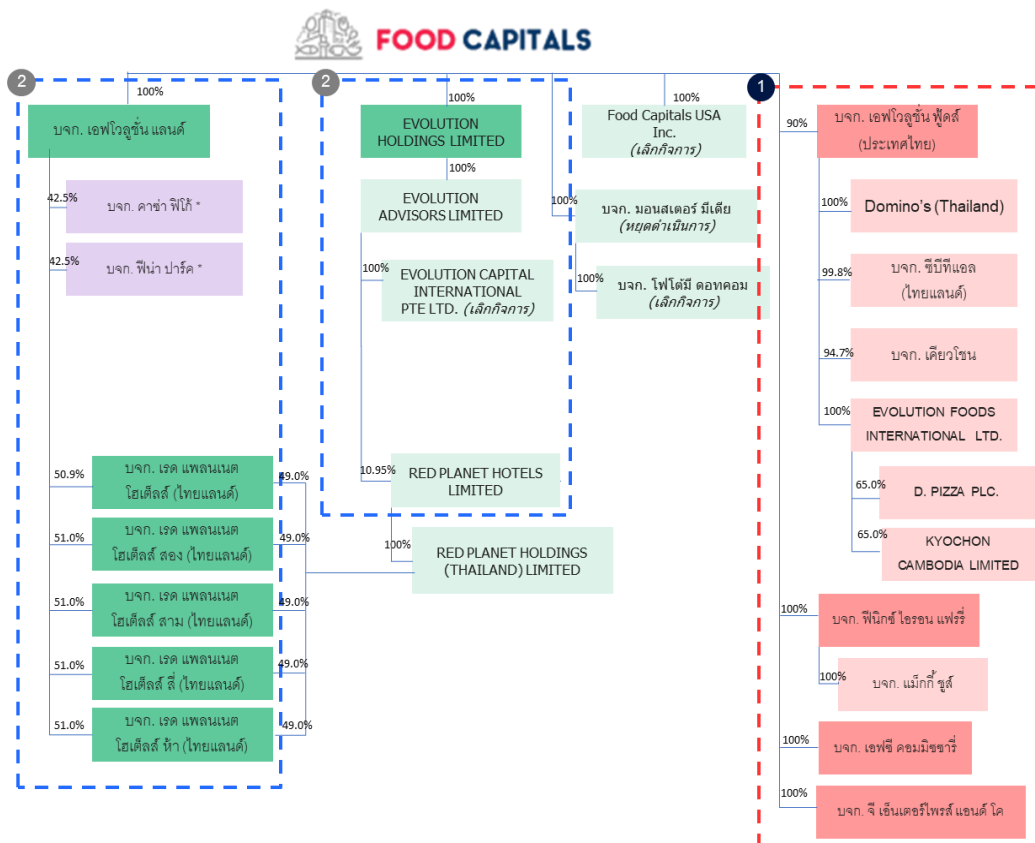 FOOD CAPITALS
2
2
1
100%
บจก. เอฟโวลูชั่น แลนด์
42.5%
บจก. คาซ่า ฟิโก้ *
42.5%
บจก. ฟีน่า ปาร์ค *
50.9%
บจก. เรด แพลนเนต
โฮเต็ลส์ (ไทยแลนด์)
49.0%
51.0%
บจก. เรด แพลนเนต
โฮเต็ลส์ สอง (ไทยแลนด์)
49.0%
51.0%
บจก. เรด แพลนเนต
โฮเต็ลส์ สาม (ไทยแลนด์)
49.0%
51.0%
บจก. เรด แพลนเนต
โฮเต็ลส์ สี่ (ไทยแลนด์)
49.0%
51.0%
บจก. เรด แพลนเนต
โฮเต็ลส์ ห้า (ไทยแลนด์)
49.0%
100%
EVOLUTION
HOLDINGS LIMITED
100%
EVOLUTION
ADVISORS LIMITED
100%
EVOLUTION CAPITAL
INTERNATIONAL
PTE LTD. (เลิกกิจการ)
10.95%
RED PLANET HOTELS
LIMITED
100%
RED PLANET HOLDINGS
(THAILAND) LIMITED
100%
Food Capitals USA
Inc.
(เลิกกิจการ)
100%
บจก. มอนสเตอร์ มีเดีย
(หยุดดำเนินการ)
100%
บจก. โฟโต้มี ดอทคอม
(เลิกกิจการ)
90%
บจก. เอฟโวลูชั่น ฟู้ดส์
(ประเทศไทย)
100%
Domino's (Thailand)
99.8%
บจก. ซีบีทีแอล
(ไทยแลนด์)
94.7%
บจก. เคียวโชน
100%
EVOLUTION FOODS
INTERNATIONAL LTD.
65.0%
D. PIZZA PLC.
65.0%
KYOCHON
CAMBODIA LIMITED
100%
บจก. ฟีนิกซ์ ไอรอน แฟรรี่
100%
บจก. แม็กกี้ ชูส์
100%
บจก. เอฟซี คอมมิซซารี่
100%
บจก. จี เอ็นเตอร์ไพรส์ แอนด์ โค